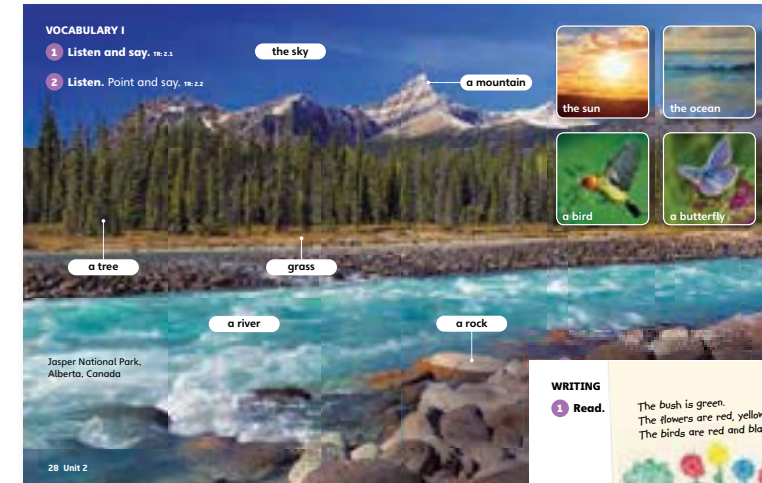 VOCABULARY 1
1 Listen and say. TR: 2.1
2 Listen. Point and say. TR: 2.2
the sky
a mountain
the sun
the ocean
a bird
a butterfly
a tree
grass
a river
a rock
Jasper National Park,
Alberta, Canada
WRITING
1 Read.
The bush is green.
The flowers are red,
The birds are red and
28 Unit 2